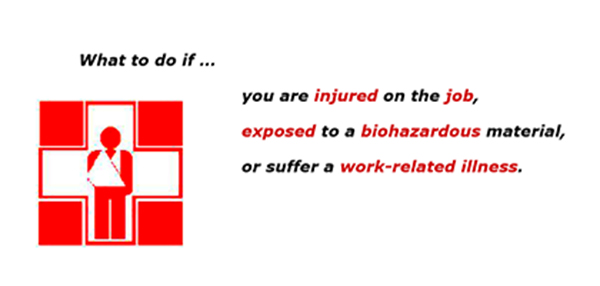 What to do if ...
you are injured on the job,
exposed to a biohazardous material,
or suffer a work-related illness.